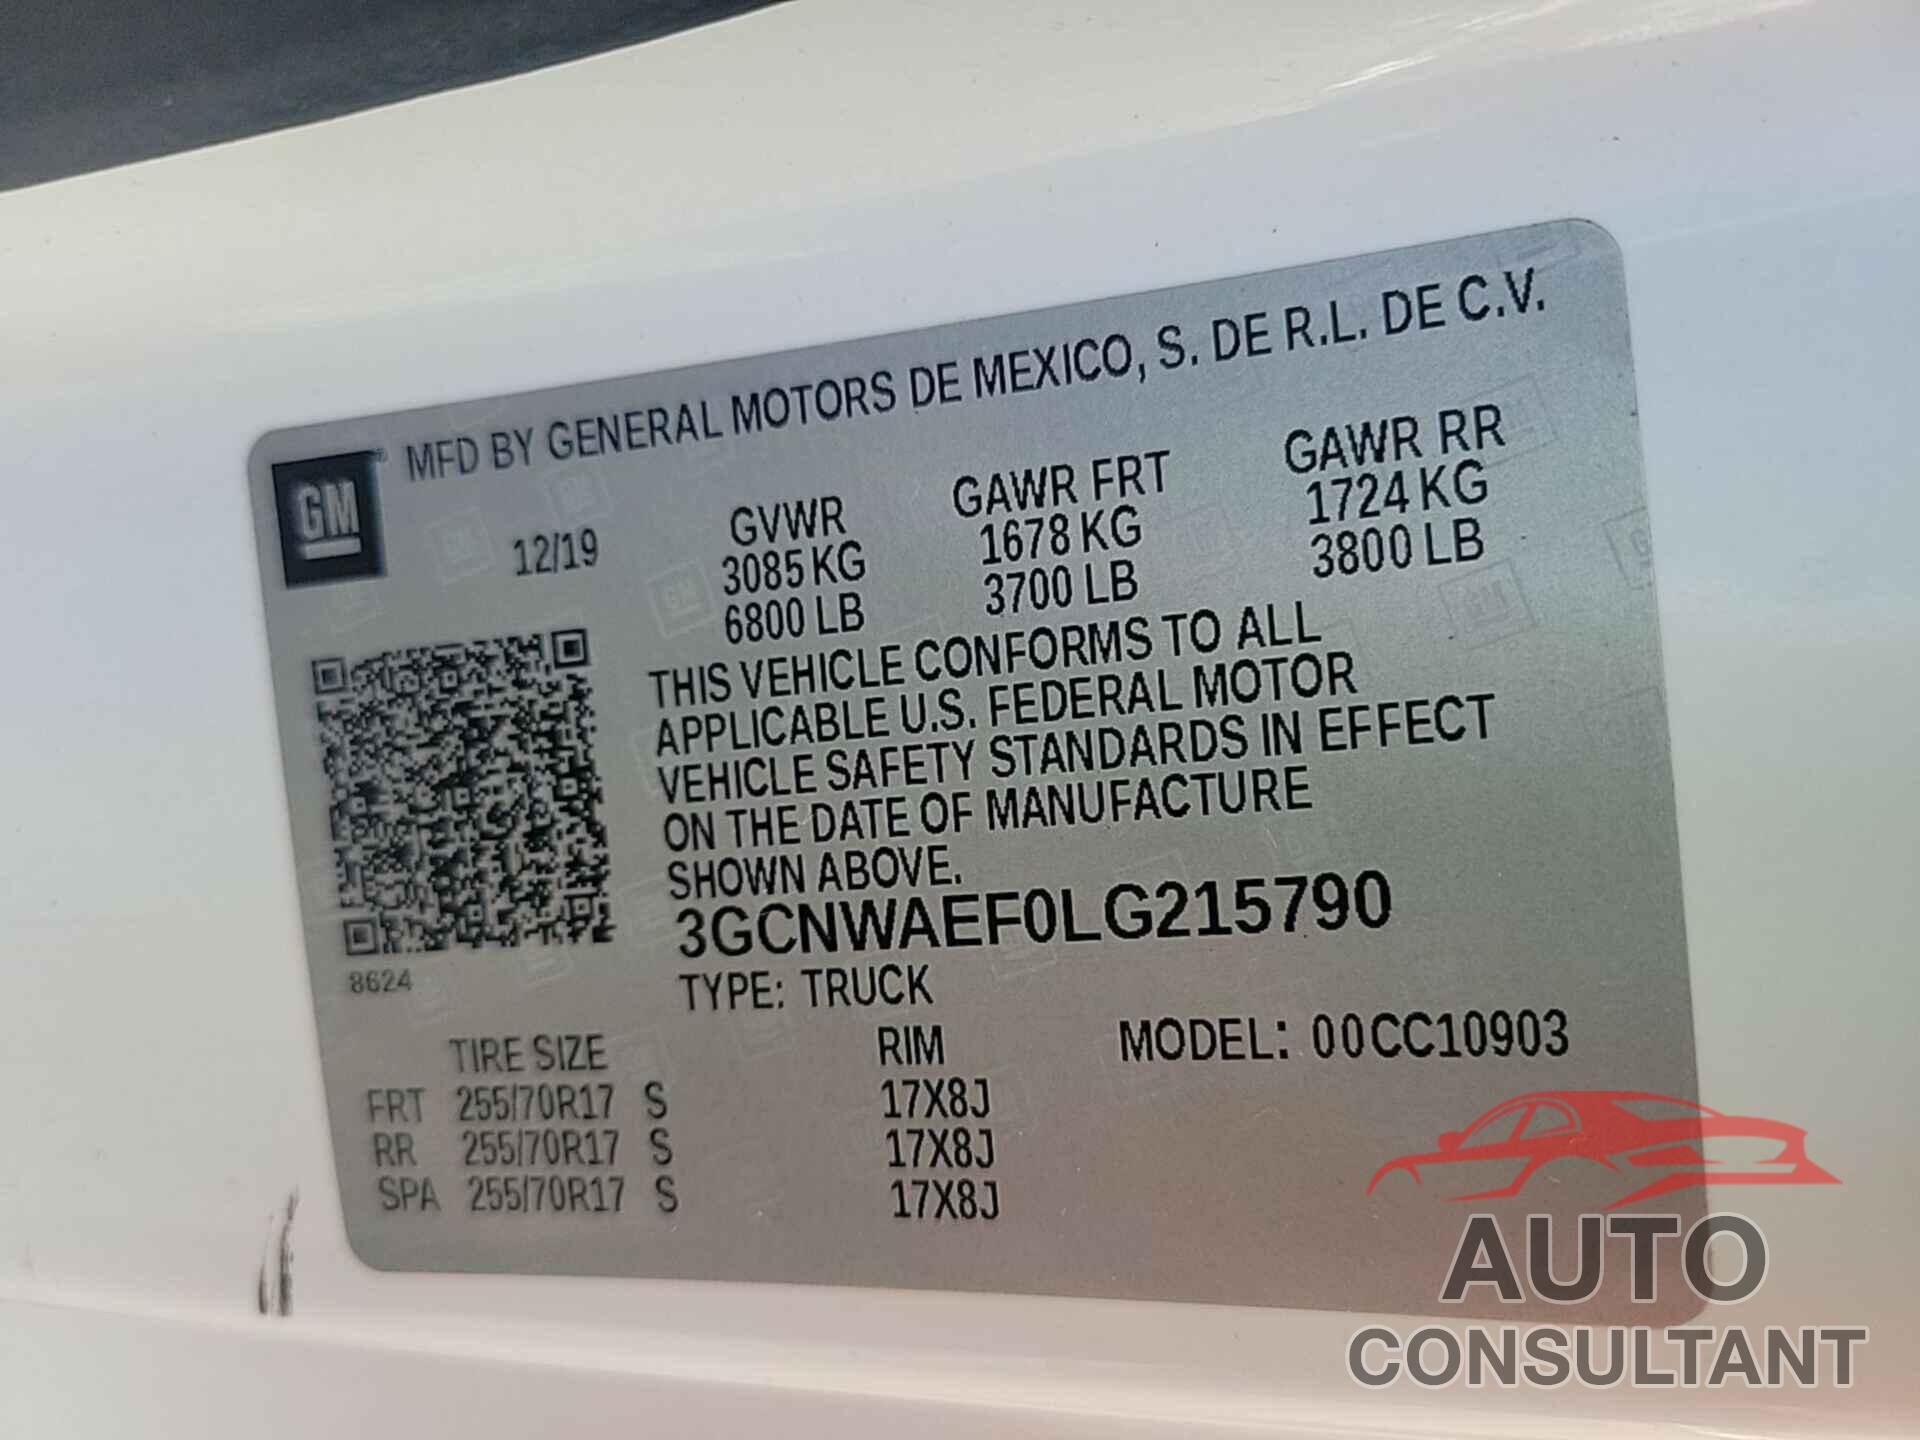 GM
MFD BY GENERAL MOTORS DE MEXICO, S. DE R.L. DE C.V.
12/19
GVWR
3085 KG
6800 LB
GAWR FRT
1678 KG
3700 LB
GAWR RR
1724 KG
3800 LB
THIS VEHICLE CONFORMS TO ALL
APPLICABLE U.S. FEDERAL MOTOR
VEHICLE SAFETY STANDARDS IN EFFECT
ON THE DATE OF MANUFACTURE
SHOWN ABOVE.
3GCNWAEF0LG215790
8624
TYPE: TRUCK
MODEL: 00CC10903
TIRE SIZE RIM
FRT 255/70R17 S 17X8J
RR 255/70R17 S 17X8J
SPA 255/70R17 S 17X8J
AUTO
CONSULTANT